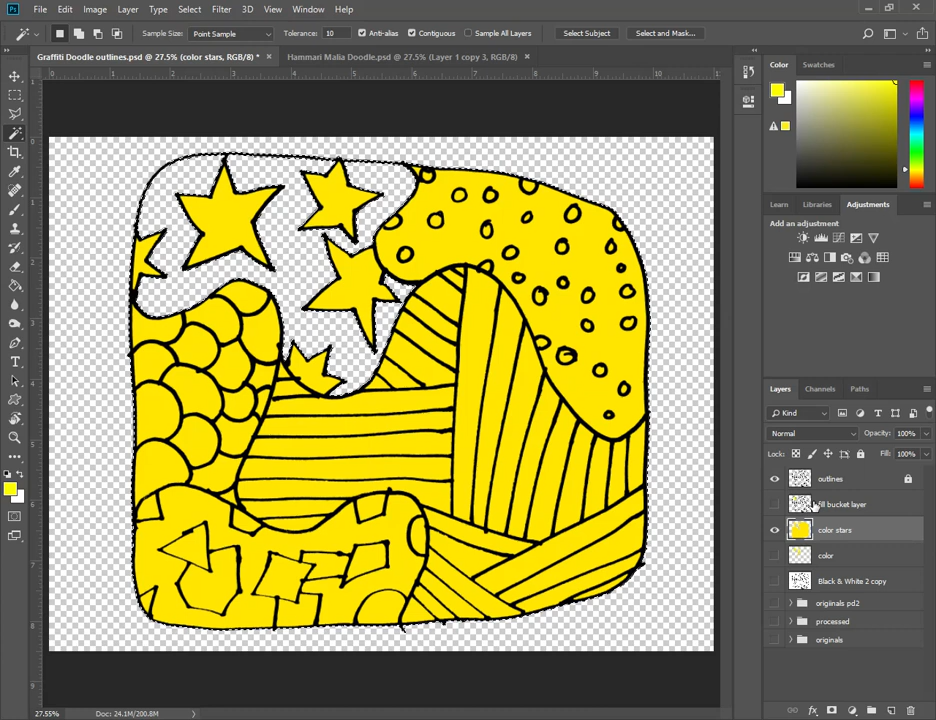 Ps File Edit Image Layer Type Select Filter 3D View Window Help
Sample Size: Point Sample Tolerance: 10 Anti-alias Contiguous Sample All Layers Select Subject Select and Mask...
Graffiti Doodle outlines.psd @ 27.5% (color stars, RGB/8) * × Hammari Malia Doodle.psd @ 27.5% (Layer 1 copy 3, RGB/8) ×
Color Swatches
Learn Libraries Adjustments
Add an adjustment
Layers Channels Paths
Kind
Normal Opacity: 100%
Lock: Fill: 100%
outlines
fill bucket layer
color stars
color
Black & White 2 copy
originals pd2
processed
originals
27.55% Doc: 24.1M/200.8M